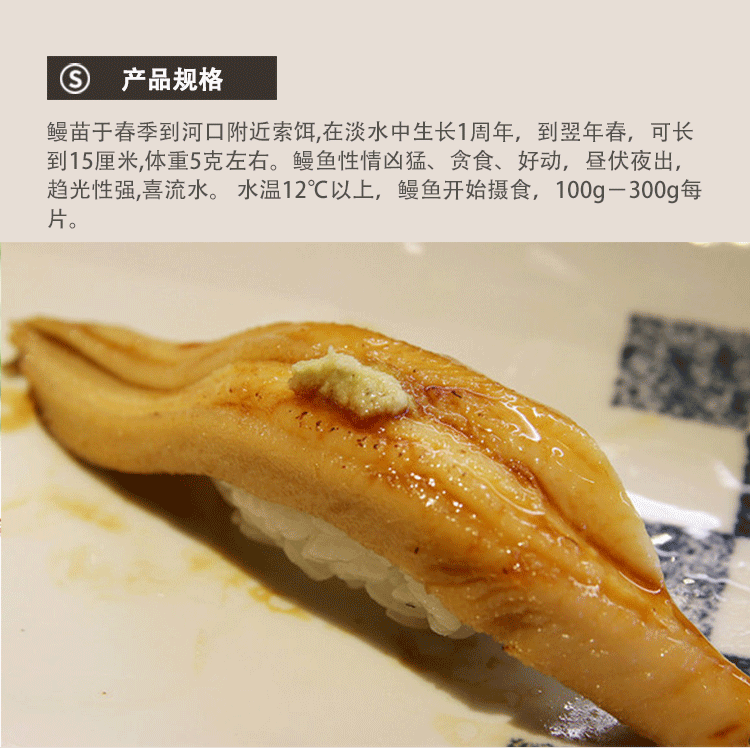 Ⓢ 产品规格
鳗苗于春季到河口附近索饵,在淡水中生长1周年，到翌年春，可长
到15厘米,体重5克左右。鳗鱼性情凶猛、贪食、好动，昼伏夜出，
趋光性强,喜流水。 水温12℃以上，鳗鱼开始摄食，100g－300g每
片。